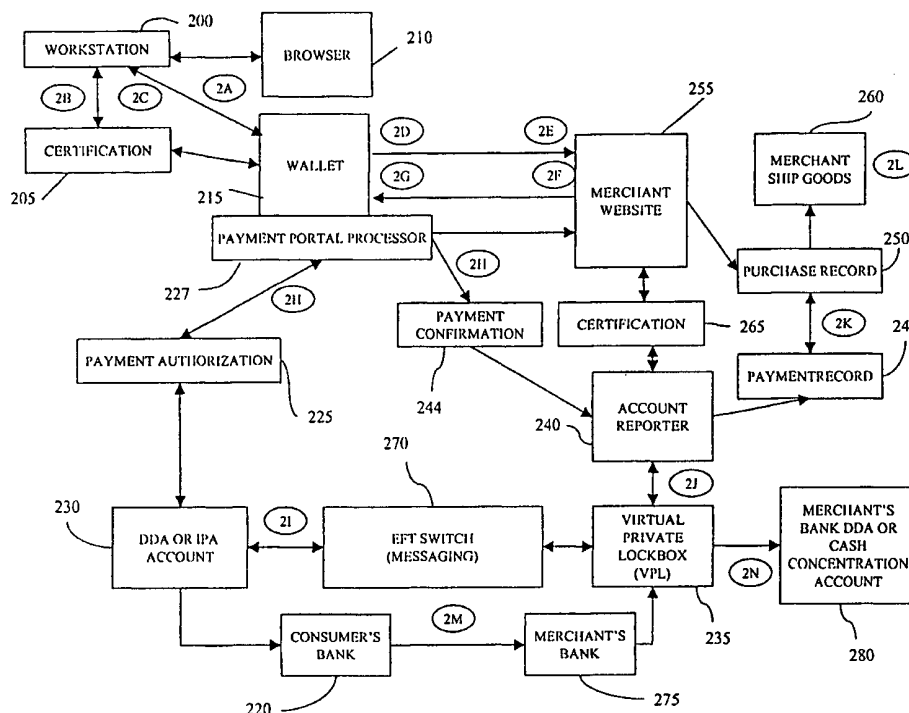 200
WORKSTATION
BROWSER
210
2B
2C
2A
255
260
CERTIFICATION
205
WALLET
215
2D
2E
2G
2F
MERCHANT
WEBSITE
MERCHANT
SHIP GOODS
2L
PAYMENT PORTAL PROCESSOR
227
2H
2H
250
PURCHASE RECORD
PAYMENT
CONFIRMATION
244
CERTIFICATION
265
2K
24
PAYMENT AUTHORIZATION
225
PAYMENTRECORD
240
ACCOUNT
REPORTER
270
2J
230
DDA OR IPA
ACCOUNT
2I
EFT SWITCH
(MESSAGING)
VIRTUAL
PRIVATE
LOCKBOX
(VPL)
235
2N
MERCHANT'S
BANK DDA OR
CASH
CONCENTRATION
ACCOUNT
280
CONSUMER'S
BANK
220
2M
MERCHANT'S
BANK
275